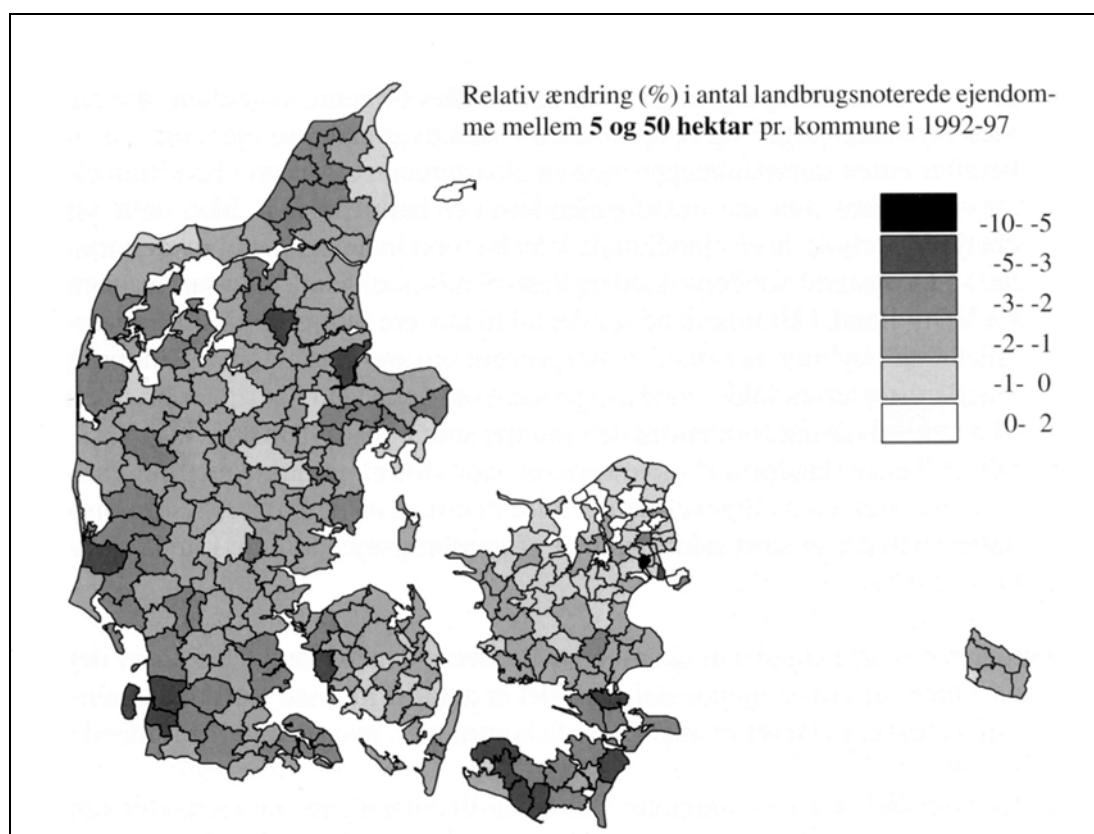 Relativ ændring (%) i antal landbrugsnoterede ejendom-
me mellem 5 og 50 hektar pr. kommune i 1992-97
-10- -5
-5 - -3
-3 - -2
-2 - -1
-1- 0
0- 2